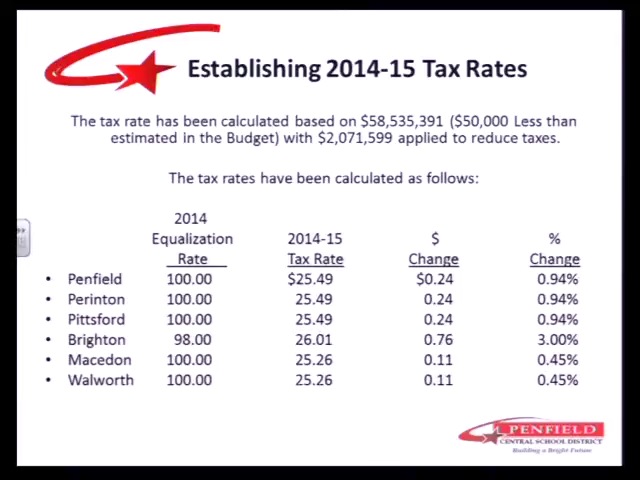 Establishing 2014-15 Tax Rates
The tax rate has been calculated based on $58,535,391 ($50,000 Less than
estimated in the Budget) with $2,071,599 applied to reduce taxes.
The tax rates have been calculated as follows:
2014
Equalization 2014-15 $ %
Rate Tax Rate Change Change
• Penfield 100.00 $25.49 $0.24 0.94%
• Perinton 100.00 25.49 0.24 0.94%
• Pittsford 100.00 25.49 0.24 0.94%
• Brighton 98.00 26.01 0.76 3.00%
• Macedon 100.00 25.26 0.11 0.45%
• Walworth 100.00 25.26 0.11 0.45%
PENFIELD
CENTRAL SCHOOL DISTRICT
Building a Bright Future